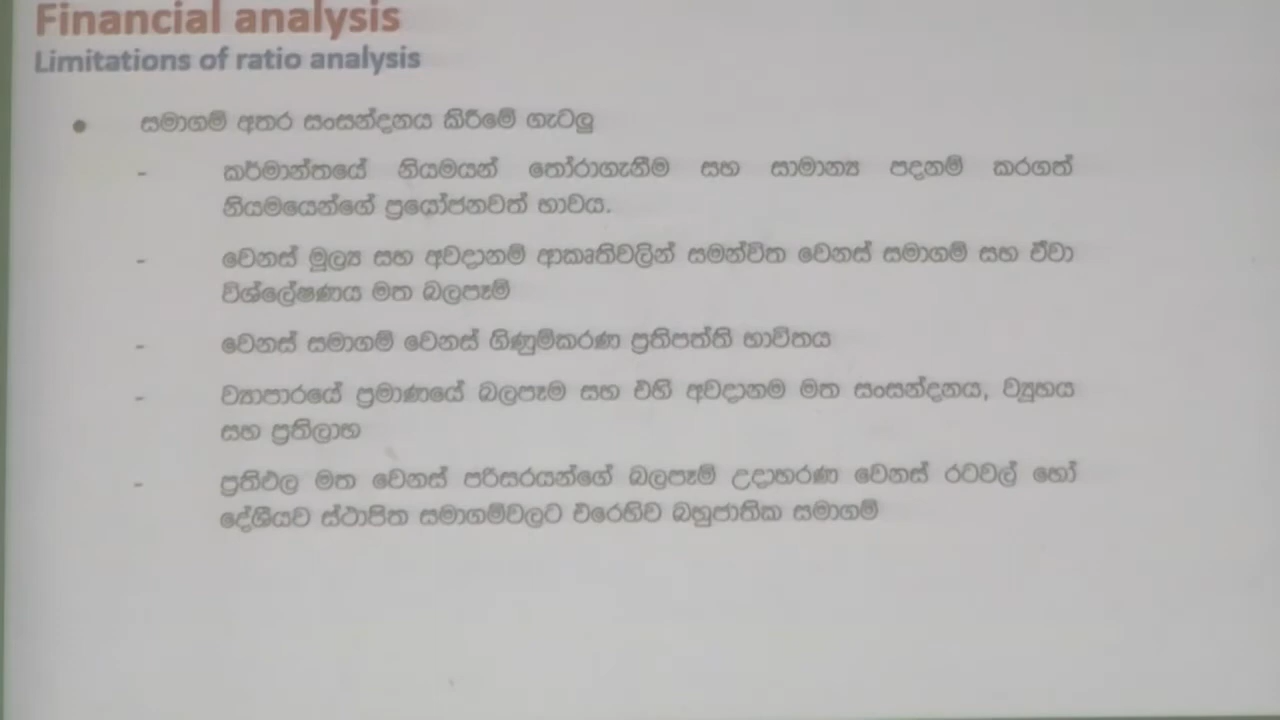 Financial analysis
Limitations of ratio analysis
• සමාගම් අතර සංසන්දනය කිරීමේ ගැටලු
- කර්මාන්තයේ නියමයන් තෝරාගැනීම සහ සාමාන්‍ය පදනම් කරගත්
නියමයෙන්ගේ ප්‍රයෝජනවත් භාවය.
- වෙනස් මූල්‍ය සහ අවදානම් ආකෘතිවලින් සමන්විත වෙනස් සමාගම් සහ ඒවා
විශ්ලේෂණය මත බලපෑම්
- වෙනස් සමාගම් වෙනස් ගිණුම්කරණ ප්‍රතිපත්ති භාවිතය
- ව්‍යාපාරයේ ප්‍රමාණයේ බලපෑම සහ එහි අවදානම මත සංසන්දනය, ව්‍යුහය
සහ ප්‍රතිලාභ
- ප්‍රතිඵල මත වෙනස් පරිසරයන්ගේ බලපෑම් උදාහරණ වෙනස් රටවල් හෝ
දේශීයව ස්ථාපිත සමාගම්වලට එරෙහිව බහුජාතික සමාගම්